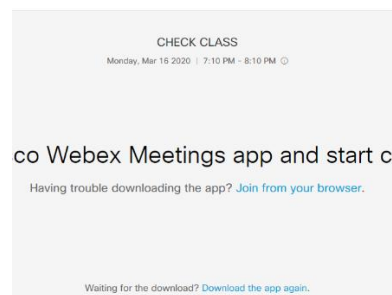 CHECK CLASS
Monday, Mar 16 2020 | 7:10 PM - 8:10 PM
co Webex Meetings app and start c
Having trouble downloading the app? Join from your browser.
Waiting for the download? Download the app again.